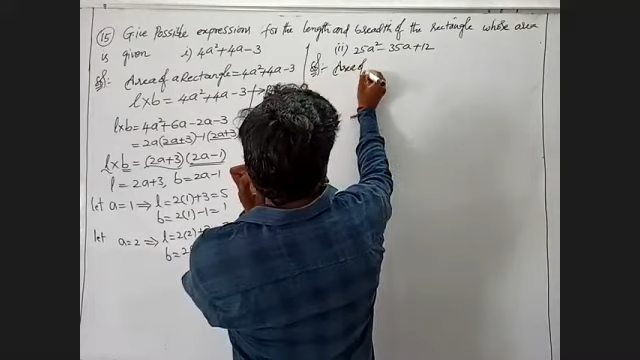 (15) Give Possible expressions for the length and breadth of the rectangle whose area
is given i) 4a²+4a-3
(ii) 25a²-35a+12
Sol:- Area of a Rectangle = 4a²+4a-3
l×b = 4a²+4a-3 →
l×b = 4a²+6a-2a-3
= 2a(2a+3)-1(2a+3)
l×b = (2a+3)(2a-1)
l = 2a+3, b = 2a-1
let a=1 ⇒ l=2(1)+3=5
b=2(1)-1=1
let a=2 ⇒ l=2(2)+
b=2
Sol:- Area of